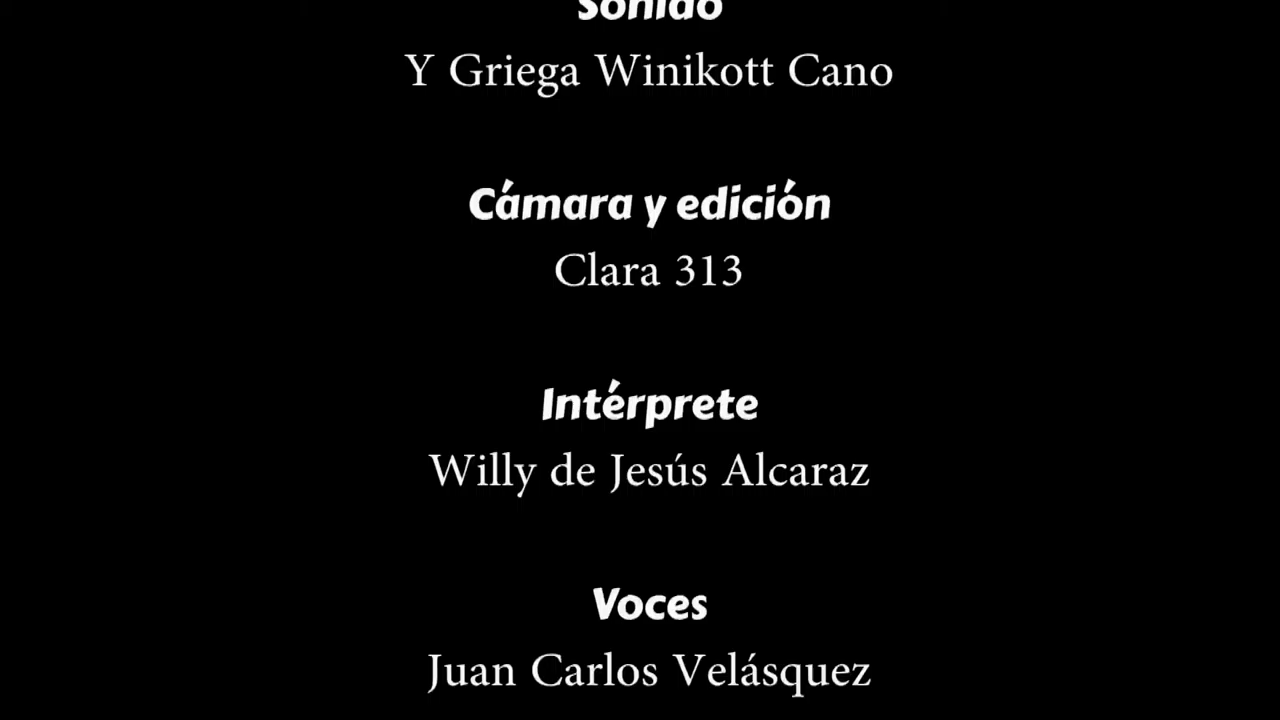 Sonido
Y Griega Winikott Cano
Cámara y edición
Clara 313
Intérprete
Willy de Jesús Alcaraz
Voces
Juan Carlos Velásquez